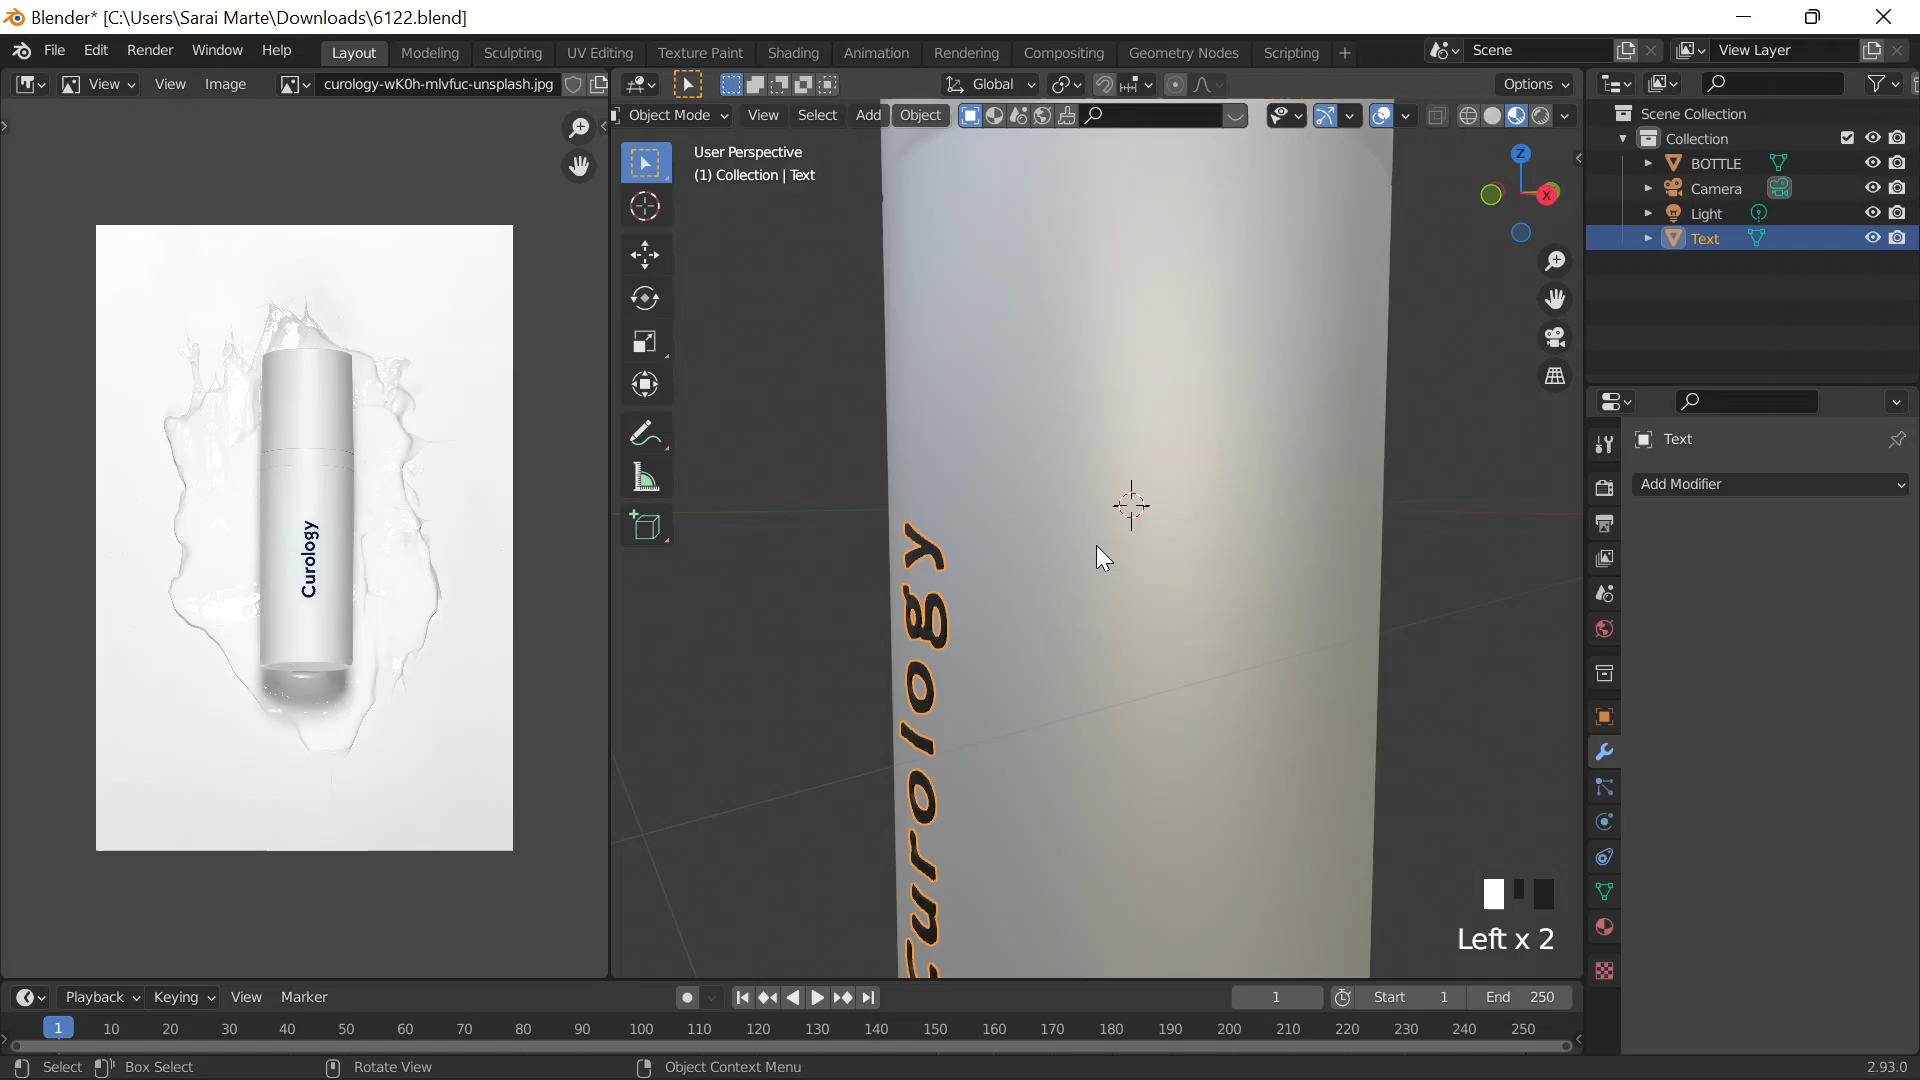 Blender* [C:\Users\Sarai Marte\Downloads\6122.blend]
File Edit Render Window Help Layout Modeling Sculpting UV Editing Texture Paint Shading Animation Rendering Compositing Geometry Nodes Scripting + Scene View Layer
View View Image curology-wK0h-mlvfuc-unsplash.jpg Global Options
Object Mode View Select Add Object
User Perspective
(1) Collection | Text
Z
X
Scene Collection
Collection
BOTTLE
Camera
Light
Text
Text
Add Modifier
Curology
Curology
Left x 2
Playback Keying View Marker 1 Start 1 End 250
1 10 20 30 40 50 60 70 80 90 100 110 120 130 140 150 160 170 180 190 200 210 220 230 240 250
Select Box Select Rotate View Object Context Menu 2.93.0